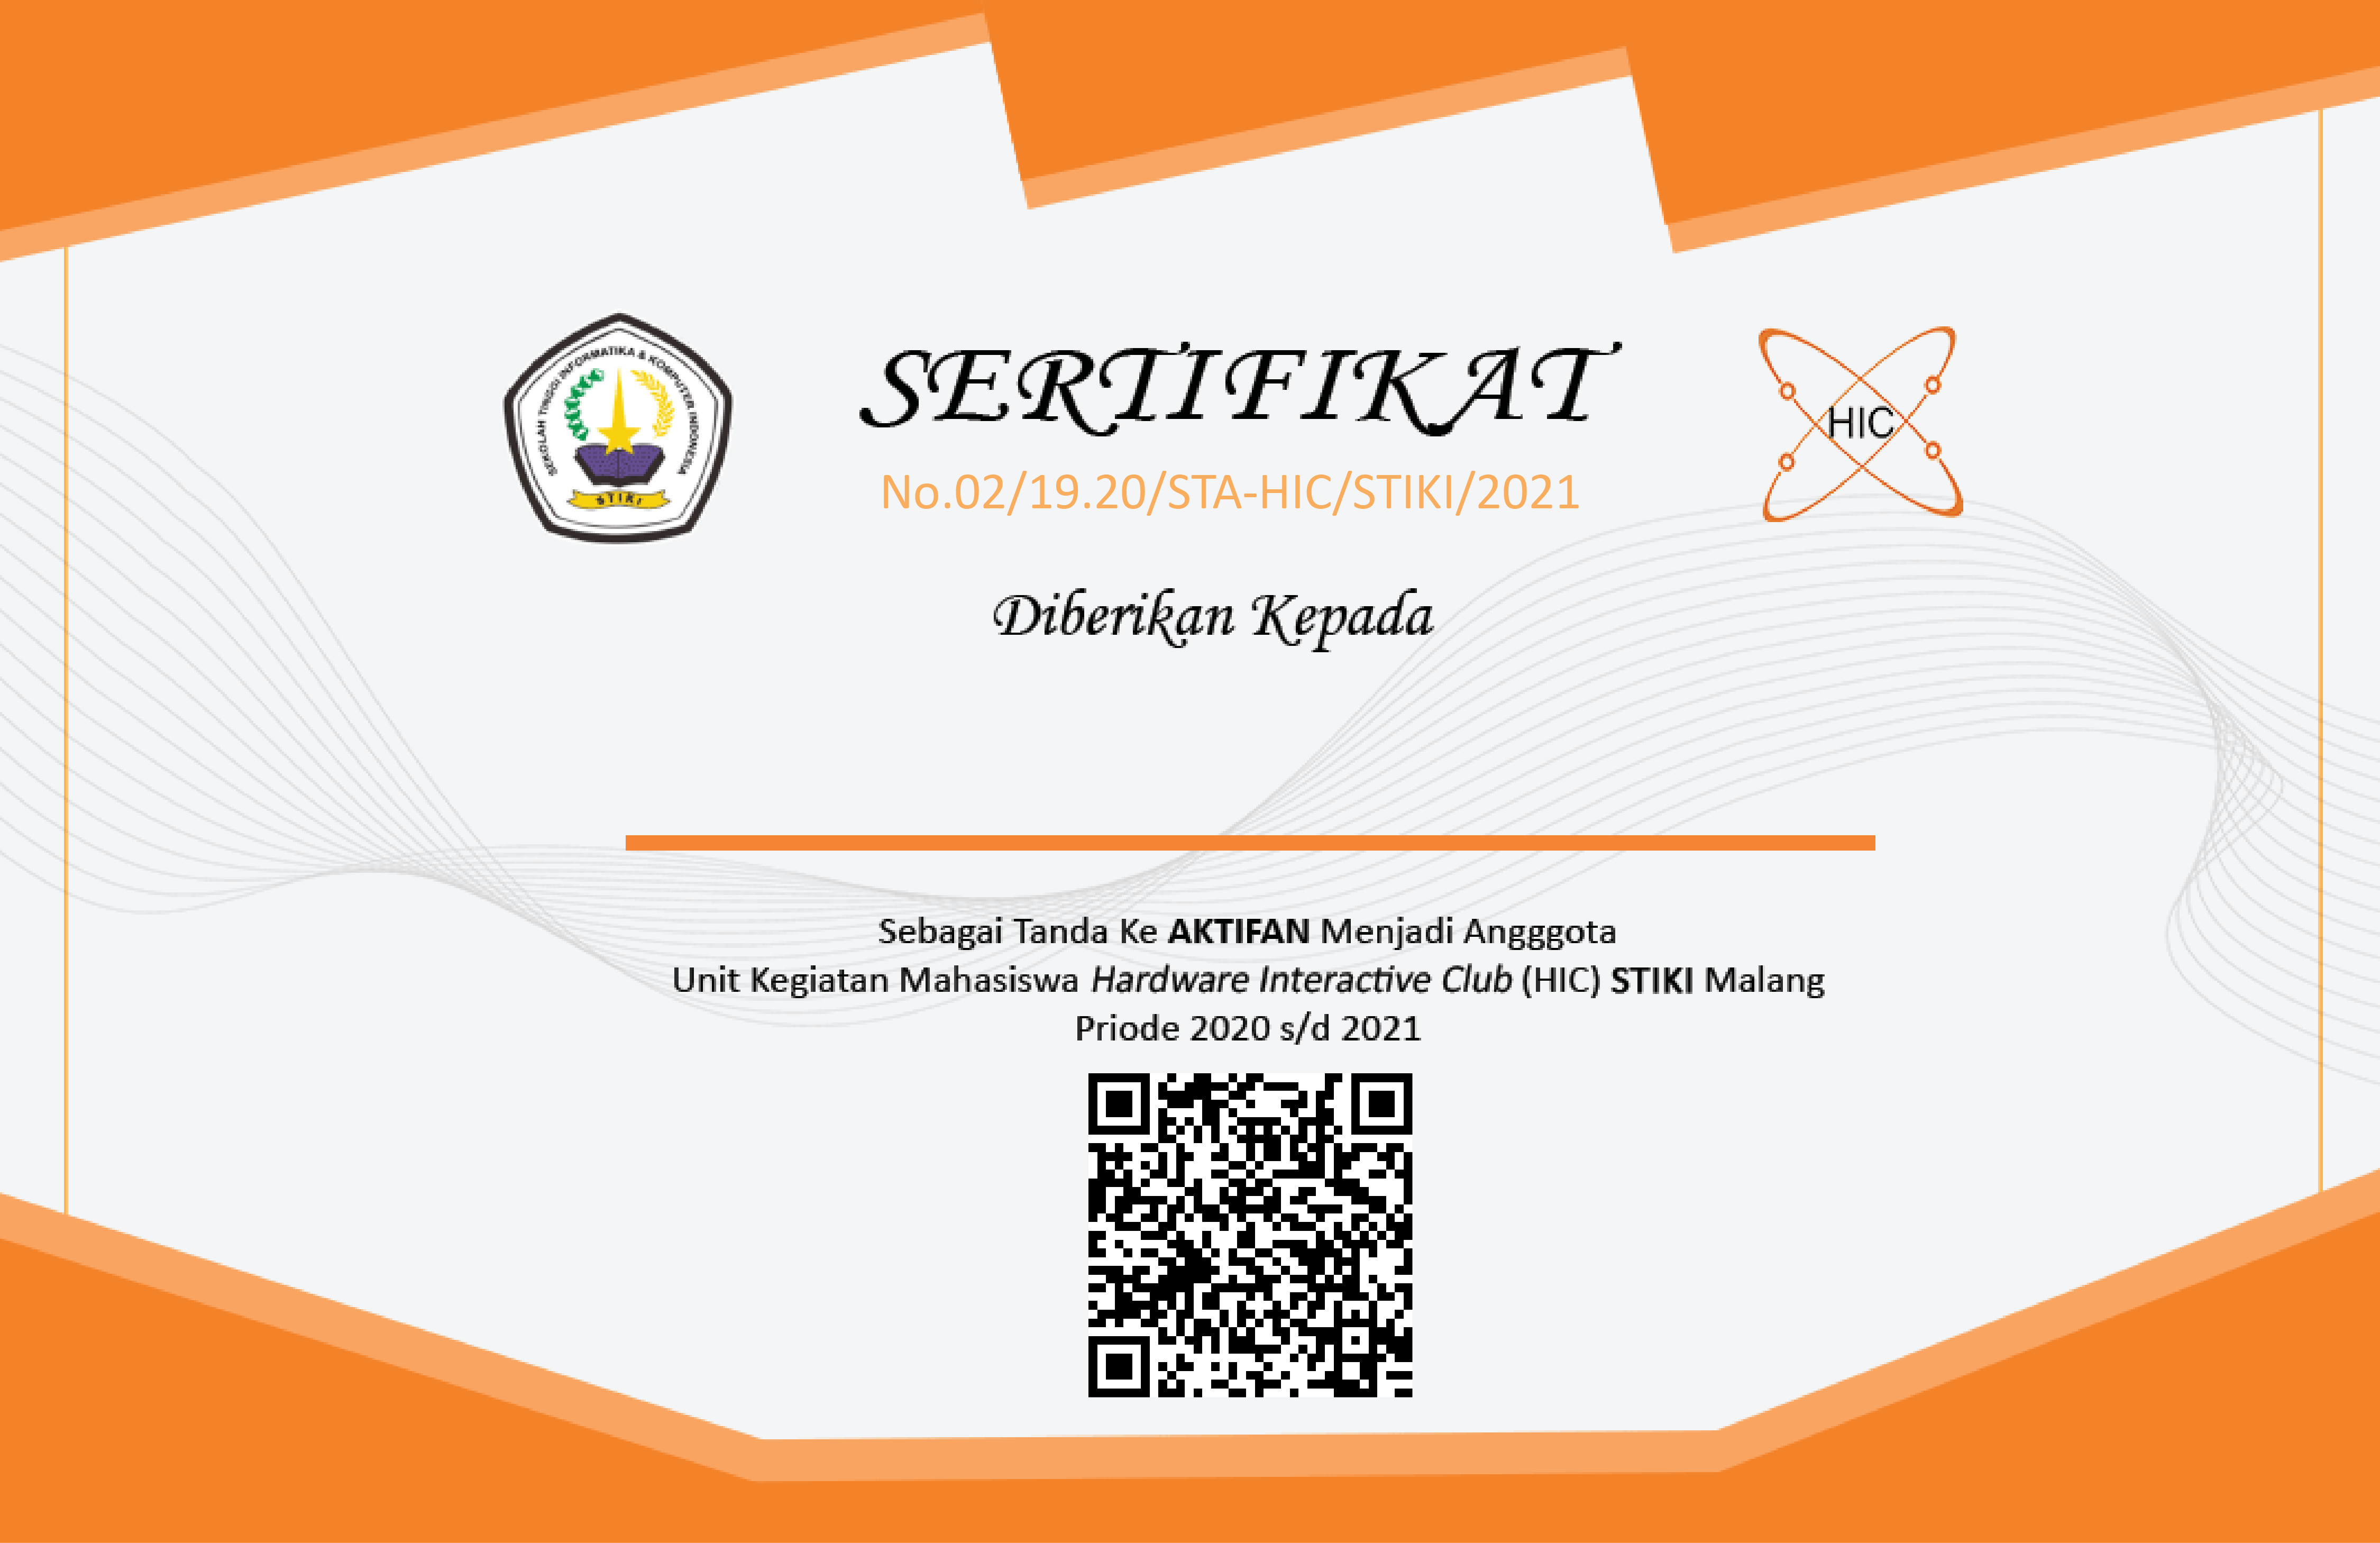 SEKOLAH TINGGI INFORMATIKA & KOMPUTER INDONESIA
STIKI
SERTIFIKAT
HIC
No.02/19.20/STA-HIC/STIKI/2021
Diberikan Kepada
Sebagai Tanda Ke AKTIFAN Menjadi Angggota
Unit Kegiatan Mahasiswa Hardware Interactive Club (HIC) STIKI Malang
Priode 2020 s/d 2021